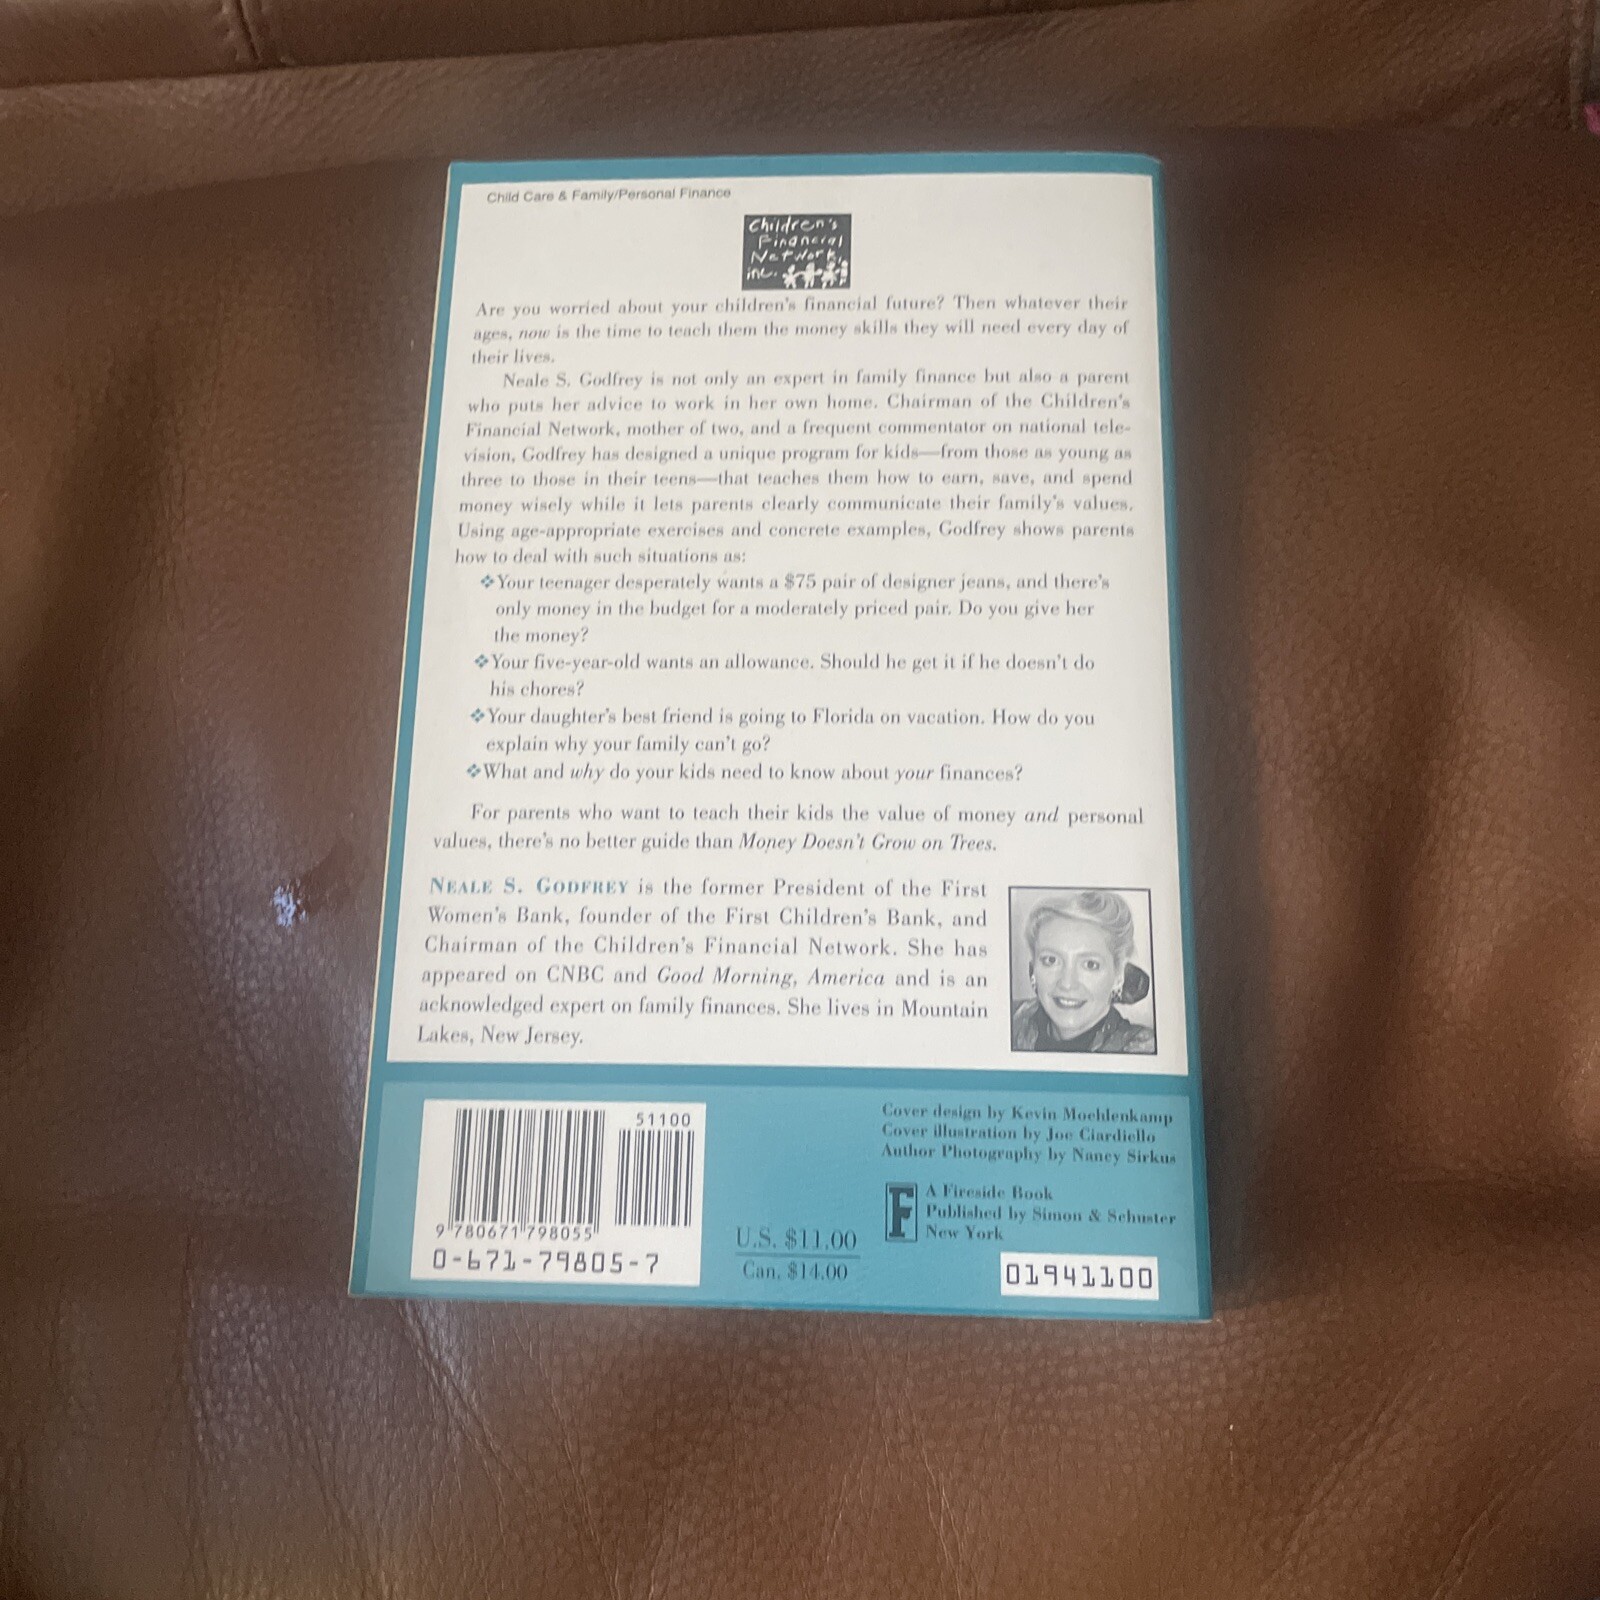 Child Care & Family/Personal Finance
Children's
Financial
Network,
inc.
Are you worried about your children's financial future? Then whatever their
ages, now is the time to teach them the money skills they will need every day of
their lives.
Neale S. Godfrey is not only an expert in family finance but also a parent
who puts her advice to work in her own home. Chairman of the Children's
Financial Network, mother of two, and a frequent commentator on national tele-
vision, Godfrey has designed a unique program for kids—from those as young as
three to those in their teens—that teaches them how to earn, save, and spend
money wisely while it lets parents clearly communicate their family's values.
Using age-appropriate exercises and concrete examples, Godfrey shows parents
how to deal with such situations as:
❖Your teenager desperately wants a $75 pair of designer jeans, and there's
only money in the budget for a moderately priced pair. Do you give her
the money?
❖Your five-year-old wants an allowance. Should he get it if he doesn't do
his chores?
❖Your daughter's best friend is going to Florida on vacation. How do you
explain why your family can't go?
❖What and why do your kids need to know about your finances?
For parents who want to teach their kids the value of money and personal
values, there's no better guide than Money Doesn't Grow on Trees.
NEALE S. GODFREY is the former President of the First
Women's Bank, founder of the First Children's Bank, and
Chairman of the Children's Financial Network. She has
appeared on CNBC and Good Morning, America and is an
acknowledged expert on family finances. She lives in Mountain
Lakes, New Jersey.
51100
9 780671 798055
0-671-79805-7
U.S. $11.00
Can. $14.00
Cover design by Kevin Moehlenkamp
Cover illustration by Joe Ciardiello
Author Photography by Nancy Sirkus
F
A Fireside Book
Published by Simon & Schuster
New York
01941100